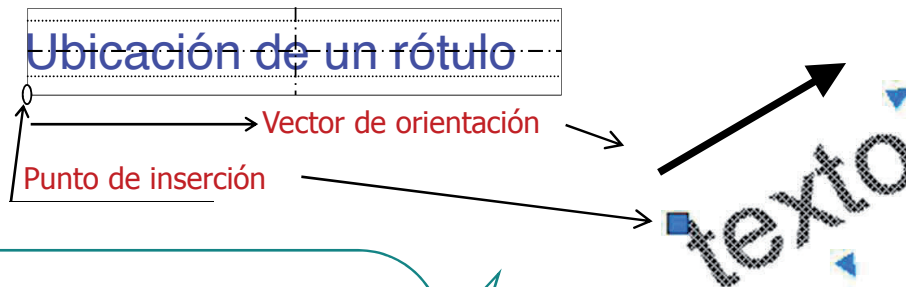 Ubicación de un rótulo
Vector de orientación
Punto de inserción
texto